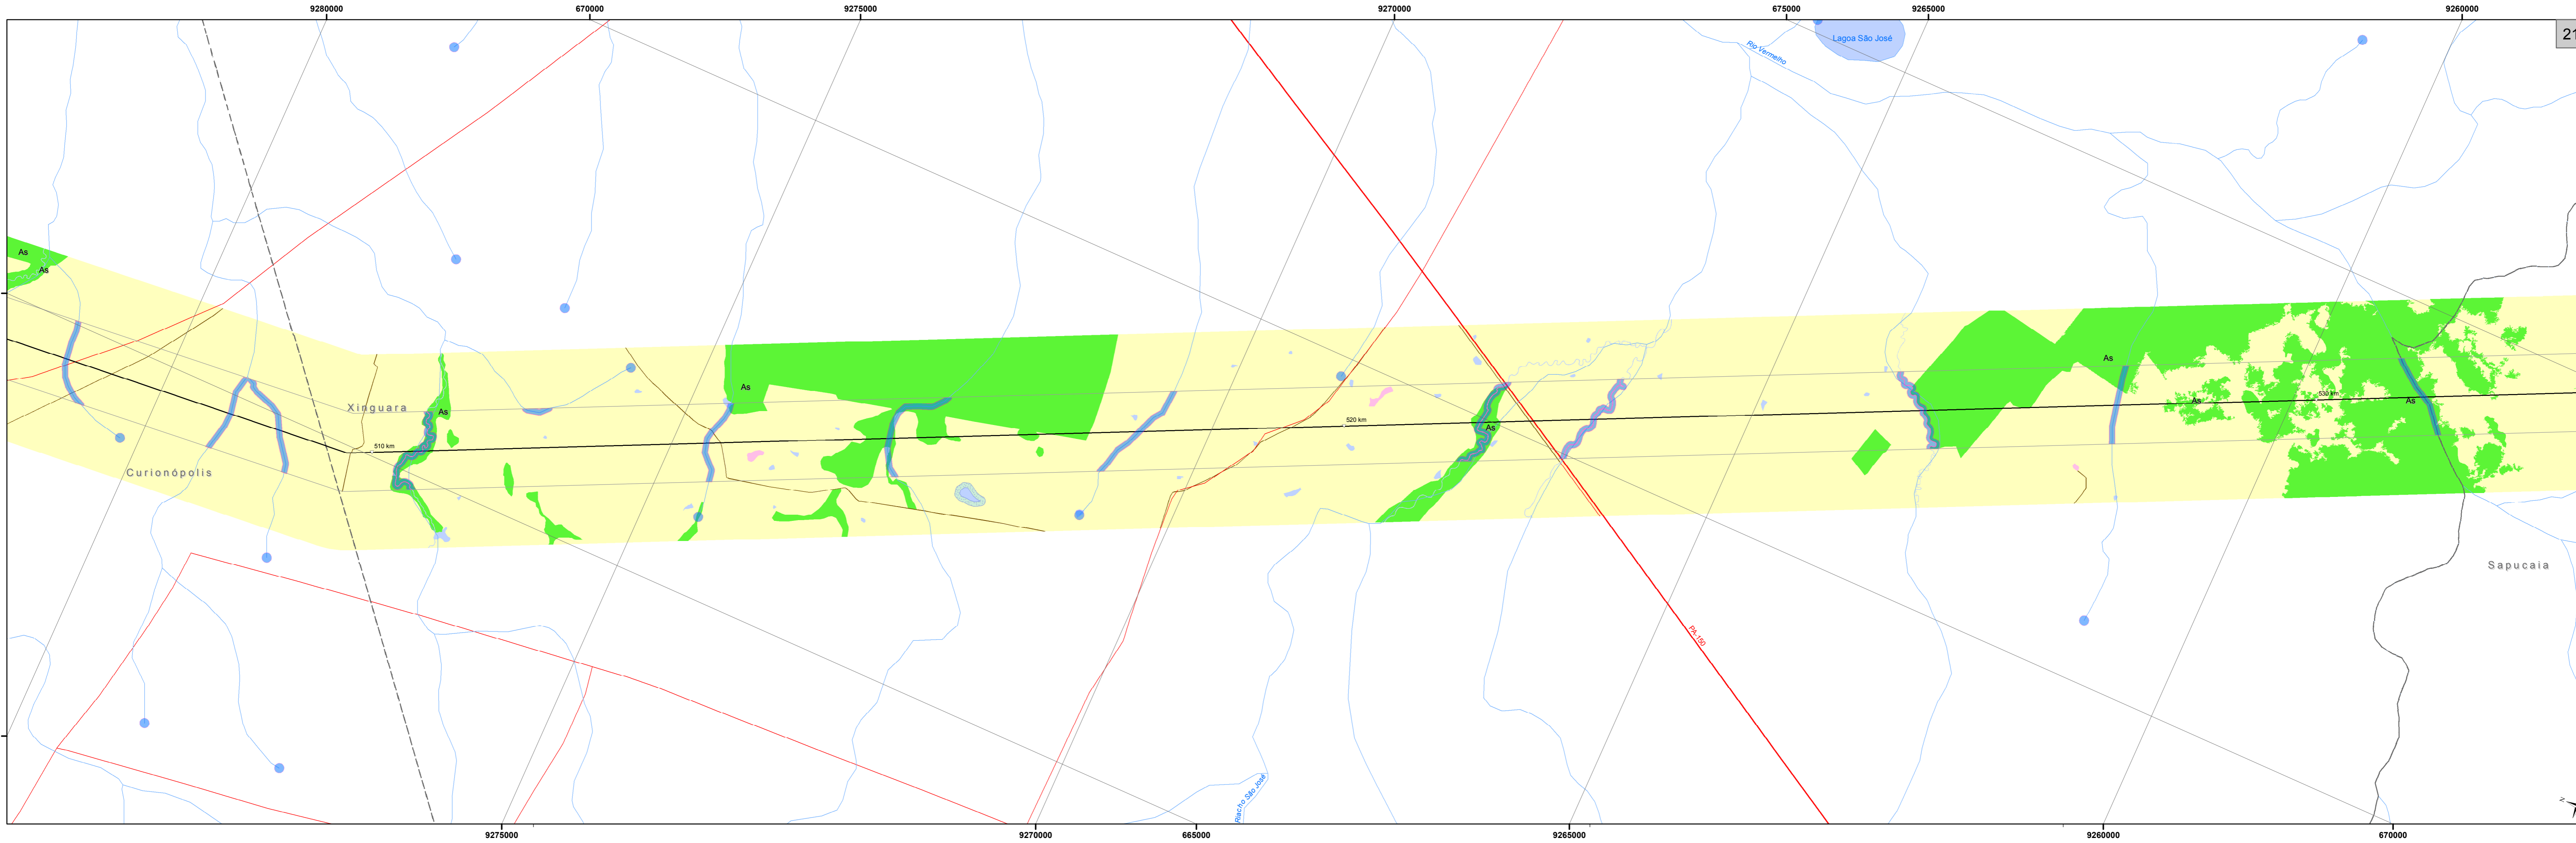 9280000
670000
9275000
9270000
675000
9265000
9260000
21
Lagoa São José
Rio Vermelho
As
As
As
As
As
As
As
As
Xinguara
510 km
520 km
530 km
Curionópolis
Sapucaia
PA-150
Riacho São José
N
9275000
9270000
665000
9265000
9260000
670000